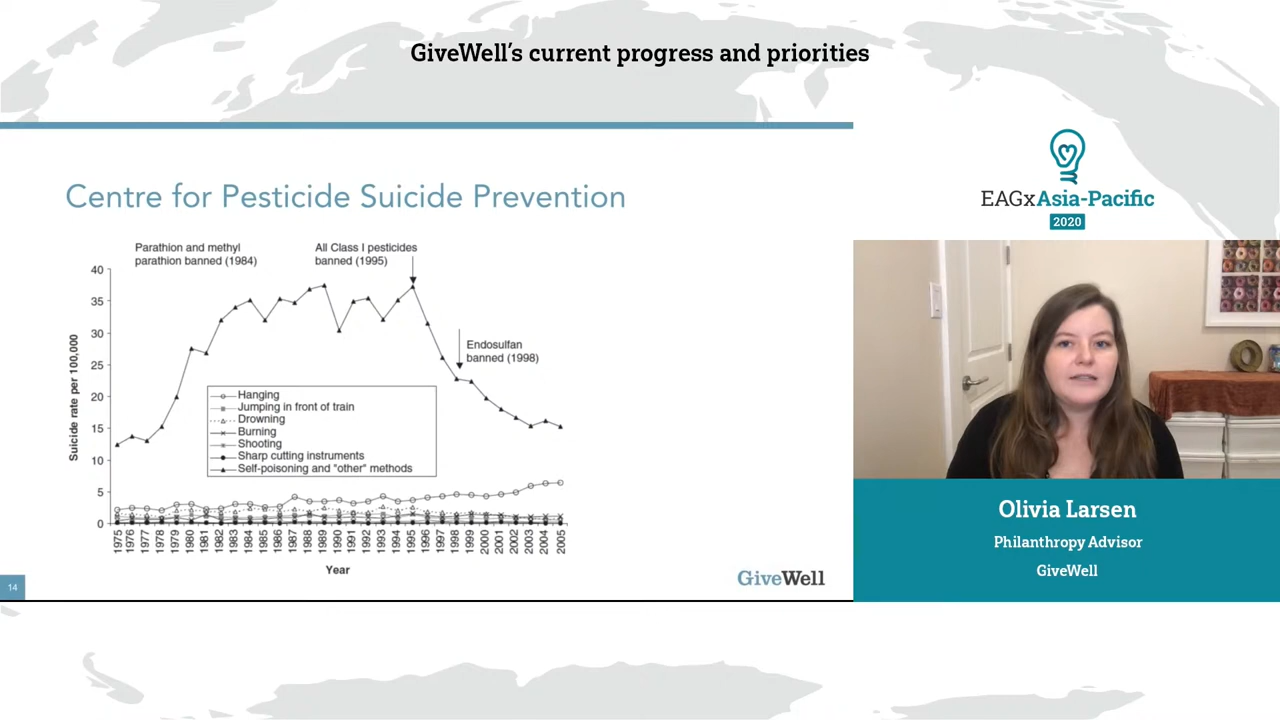 GiveWell's current progress and priorities
Centre for Pesticide Suicide Prevention
Parathion and methyl
parathion banned (1984)
All Class I pesticides
banned (1995)
Endosulfan
banned (1998)
Suicide rate per 100,000
40
35
30
25
20
15
10
5
0
Hanging
Jumping in front of train
Drowning
Burning
Shooting
Sharp cutting instruments
Self-poisoning and "other" methods
1975
1976
1977
1978
1979
1980
1981
1982
1983
1984
1985
1986
1987
1988
1989
1990
1991
1992
1993
1994
1995
1996
1997
1998
1999
2000
2001
2002
2003
2004
2005
Year
14
GiveWell
EAGxAsia-Pacific
2020
Olivia Larsen
Philanthropy Advisor
GiveWell